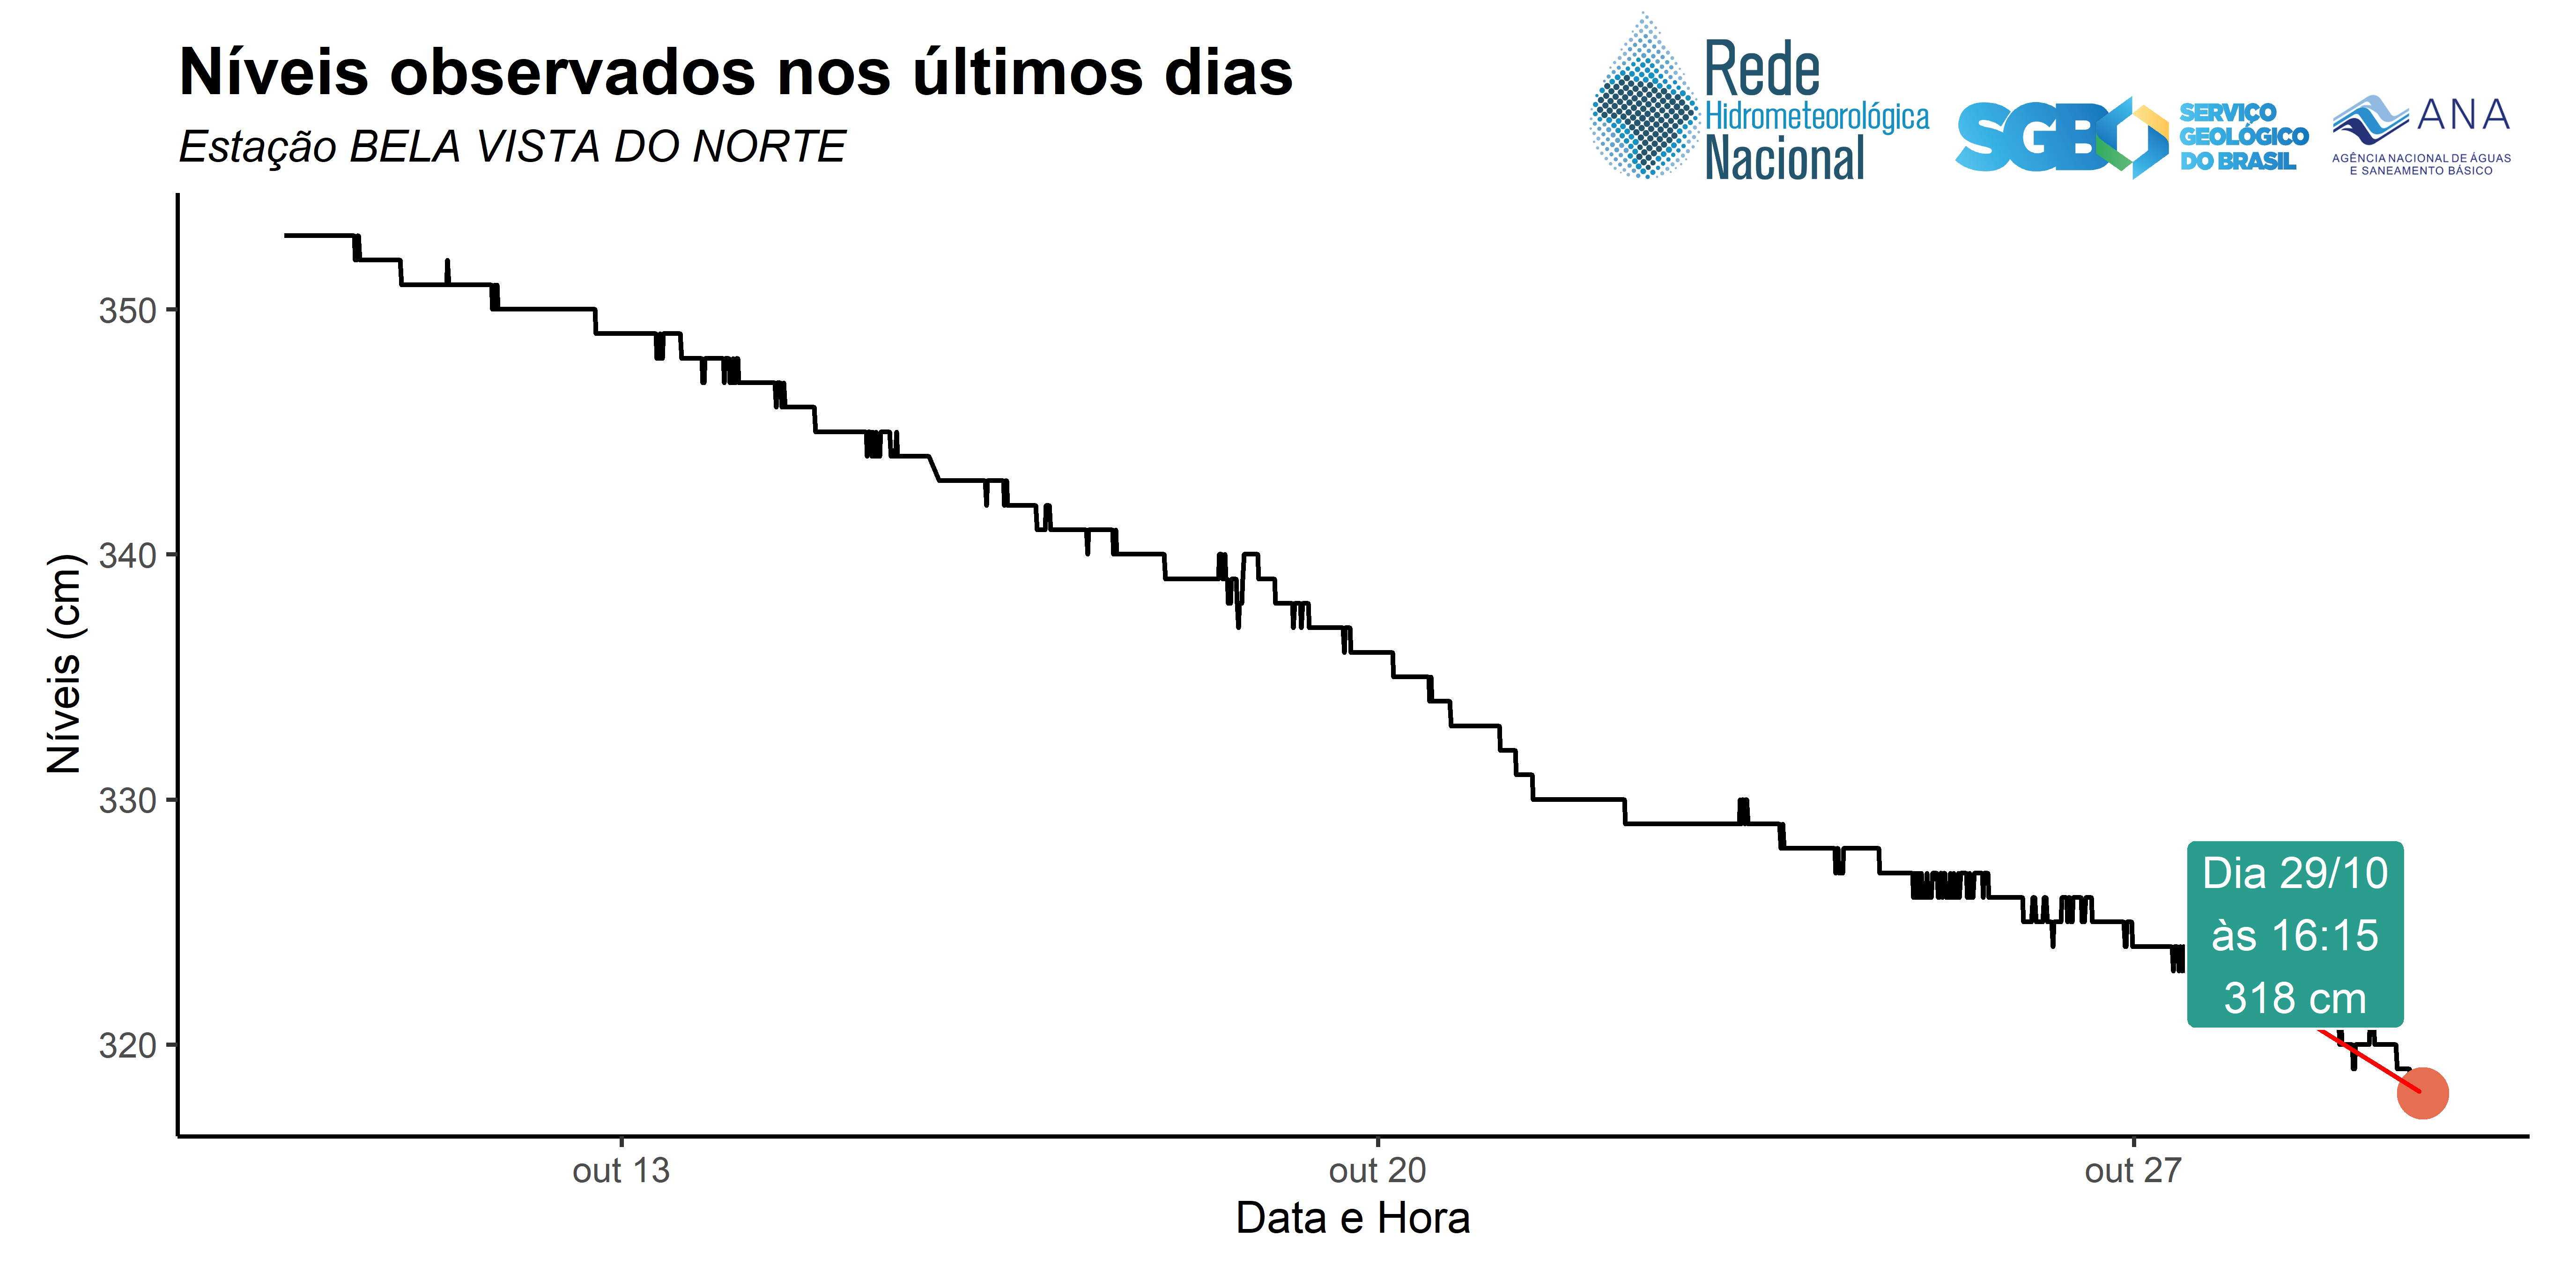 Níveis observados nos últimos dias
Estação BELA VISTA DO NORTE
Rede
Hidrometeorológica
Nacional
SGB
SERVIÇO
GEOLÓGICO
DO BRASIL
ANA
AGÊNCIA NACIONAL DE ÁGUAS
E SANEAMENTO BÁSICO
Níveis (cm)
350
340
330
320
Dia 29/10
às 16:15
318 cm
out 13
out 20
out 27
Data e Hora